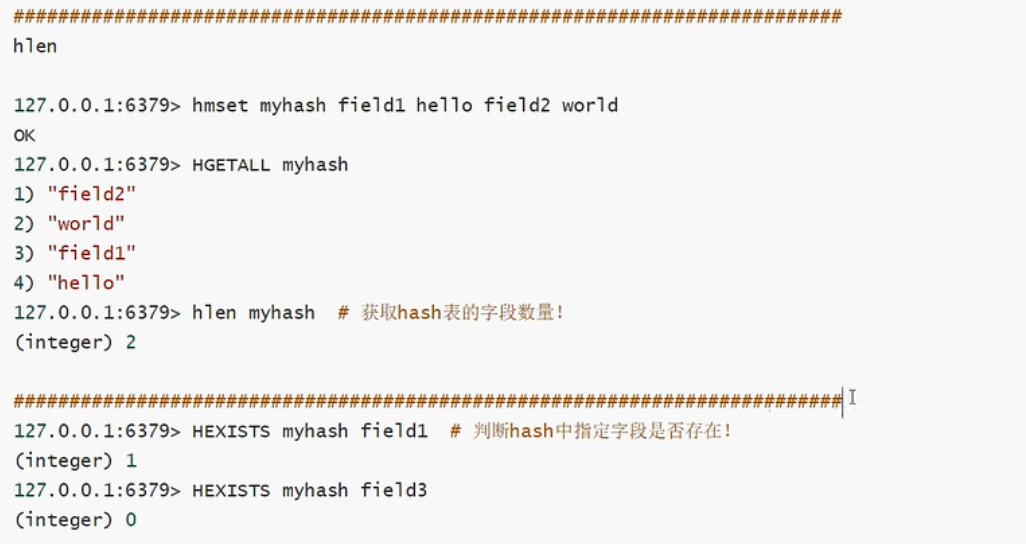 ##########################################################################
hlen
127.0.0.1:6379> hmset myhash field1 hello field2 world
OK
127.0.0.1:6379> HGETALL myhash
1) "field2"
2) "world"
3) "field1"
4) "hello"
127.0.0.1:6379> hlen myhash  # 获取hash表的字段数量！
(integer) 2
##########################################################################
127.0.0.1:6379> HEXISTS myhash field1  # 判断hash中指定字段是否存在！
(integer) 1
127.0.0.1:6379> HEXISTS myhash field3
(integer) 0